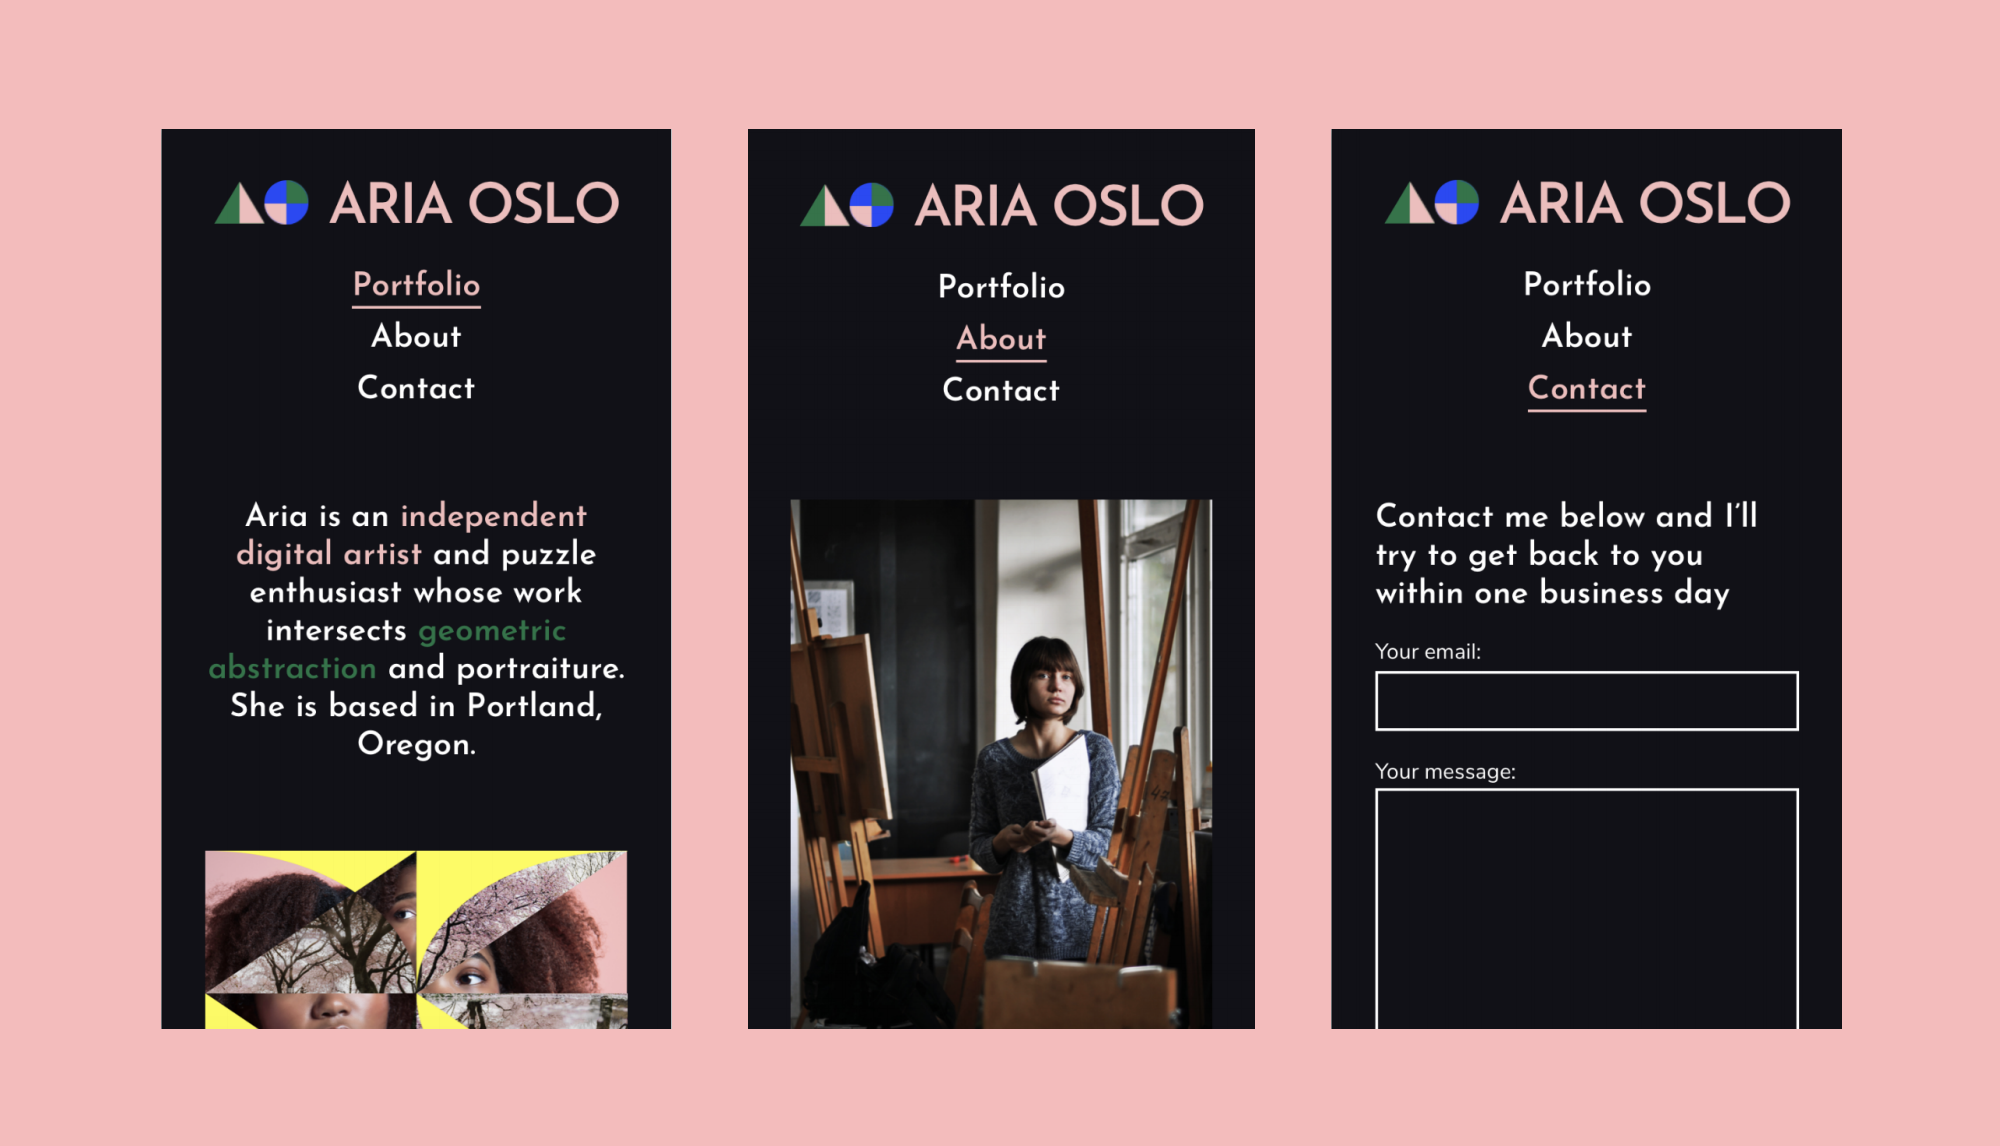 ARIA OSLO
Portfolio
About
Contact
Aria is an independent
digital artist and puzzle
enthusiast whose work
intersects geometric
abstraction and portraiture.
She is based in Portland,
Oregon.
ARIA OSLO
Portfolio
About
Contact
47
ARIA OSLO
Portfolio
About
Contact
Contact me below and I'll
try to get back to you
within one business day
Your email:
Your message: